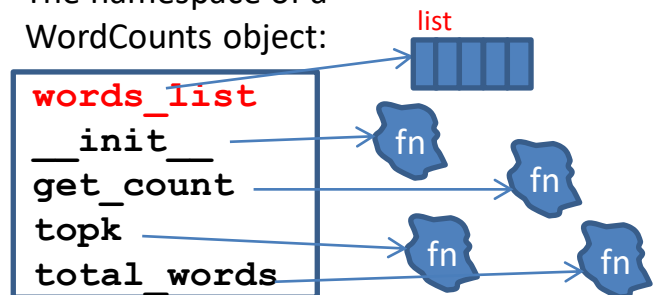 The namespace of a
WordCounts object:
list
words_list
__init__
fn
get_count
fn
topk
fn
total_words
fn